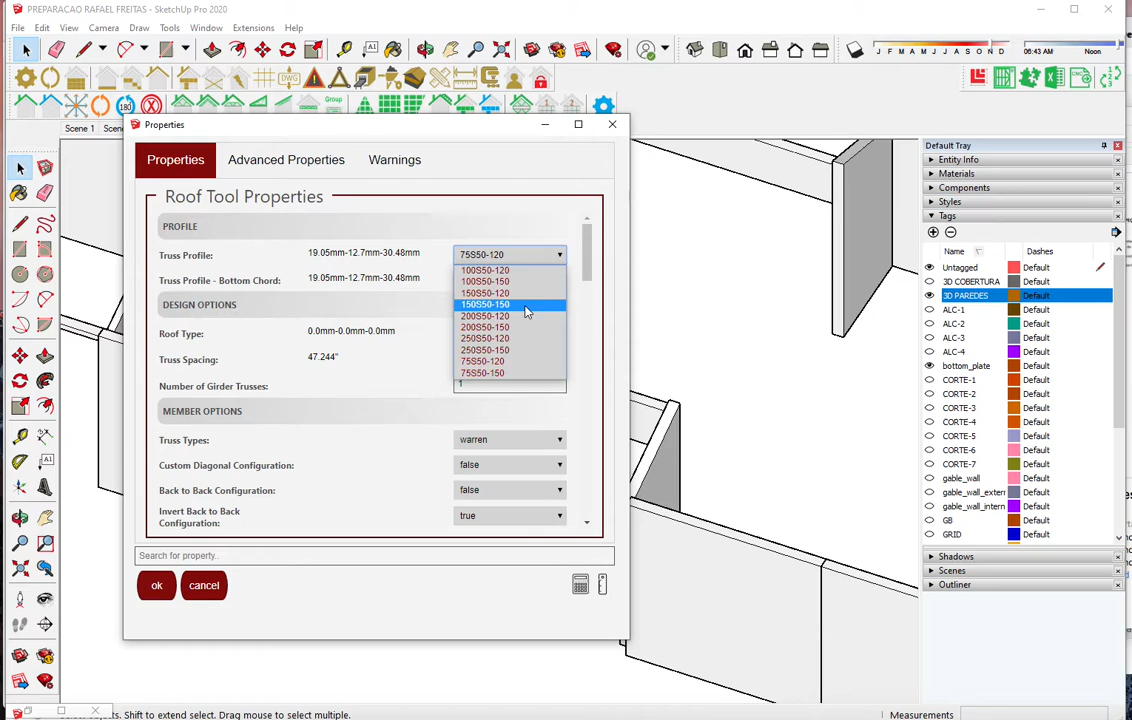 PREPARACAO RAFAEL FREITAS - SketchUp Pro 2020
File Edit View Camera Draw Tools Window Extensions Help
J F M A M J J A S O N D 06:43 AM Noon
DWG
180 Group 1 2
Scene 1
Properties
Properties Advanced Properties Warnings
Roof Tool Properties
PROFILE
Truss Profile: 19.05mm-12.7mm-30.48mm 75S50-120
Truss Profile - Bottom Chord: 19.05mm-12.7mm-30.48mm
100S50-120
100S50-150
150S50-120
150S50-150
200S50-120
200S50-150
250S50-120
250S50-150
75S50-120
75S50-150
DESIGN OPTIONS
Roof Type: 0.0mm-0.0mm-0.0mm
Truss Spacing: 47.244"
Number of Girder Trusses: 1
MEMBER OPTIONS
Truss Types: warren
Custom Diagonal Configuration: false
Back to Back Configuration: false
Invert Back to Back
Configuration: true
Search for property..
ok cancel
Default Tray
Entity Info
Materials
Components
Styles
Tags
Name Dashes
Untagged Default
3D COBERTURA Default
3D PAREDES Default
ALC-1 Default
ALC-2 Default
ALC-3 Default
ALC-4 Default
bottom_plate Default
CORTE-1 Default
CORTE-2 Default
CORTE-3 Default
CORTE-4 Default
CORTE-5 Default
CORTE-6 Default
CORTE-7 Default
gable_wall Default
gable_wall_extern Default
gable_wall_intern Default
GB Default
GRID Default
Shadows
Scenes
Outliner
objects. Shift to extend select. Drag mouse to select multiple.
Measurements